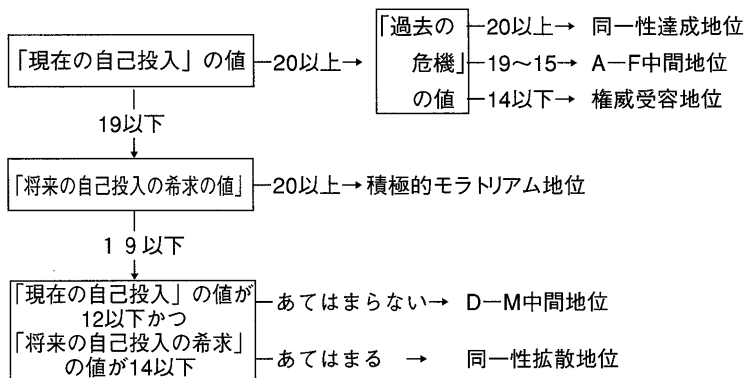 「過去の
20以上→ 同一性達成地位
「現在の自己投入」の値
20以上→
危機」
19〜15→ A－F中間地位
の値
14以下→ 権威受容地位
19以下
「将来の自己投入の希求の値」
20以上→積極的モラトリアム地位
１９以下
「現在の自己投入」の値が
12以下かつ
「将来の自己投入の希求」
の値が14以下
あてはまらない→ D－M中間地位
あてはまる → 同一性拡散地位